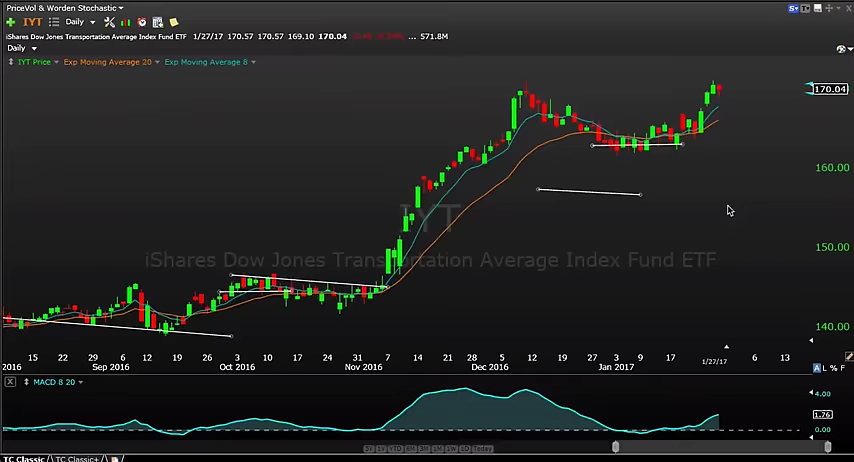 PriceVol & Worden Stochastic
IYT Daily
iShares Dow Jones Transportation Average Index Fund ETF 1/27/17 170.57 170.57 169.10 170.04 ... 571.8M
Daily
IYT Price Exp Moving Average 20 Exp Moving Average 8
170.04
160.00
IYT
150.00
iShares Dow Jones Transportation Average Index Fund ETF
140.00
15 22 29 6 12 19 26 3 10 17 24 31 7 14 21 28 5 12 19 27 3 9 17 1/27/17 6 13
2016 Sep 2016 Oct 2016 Nov 2016 Dec 2016 Jan 2017
A L % F
X MACD 8 20
4.00
1.76
0.00
YTD Today
TC Classic TC Classic+